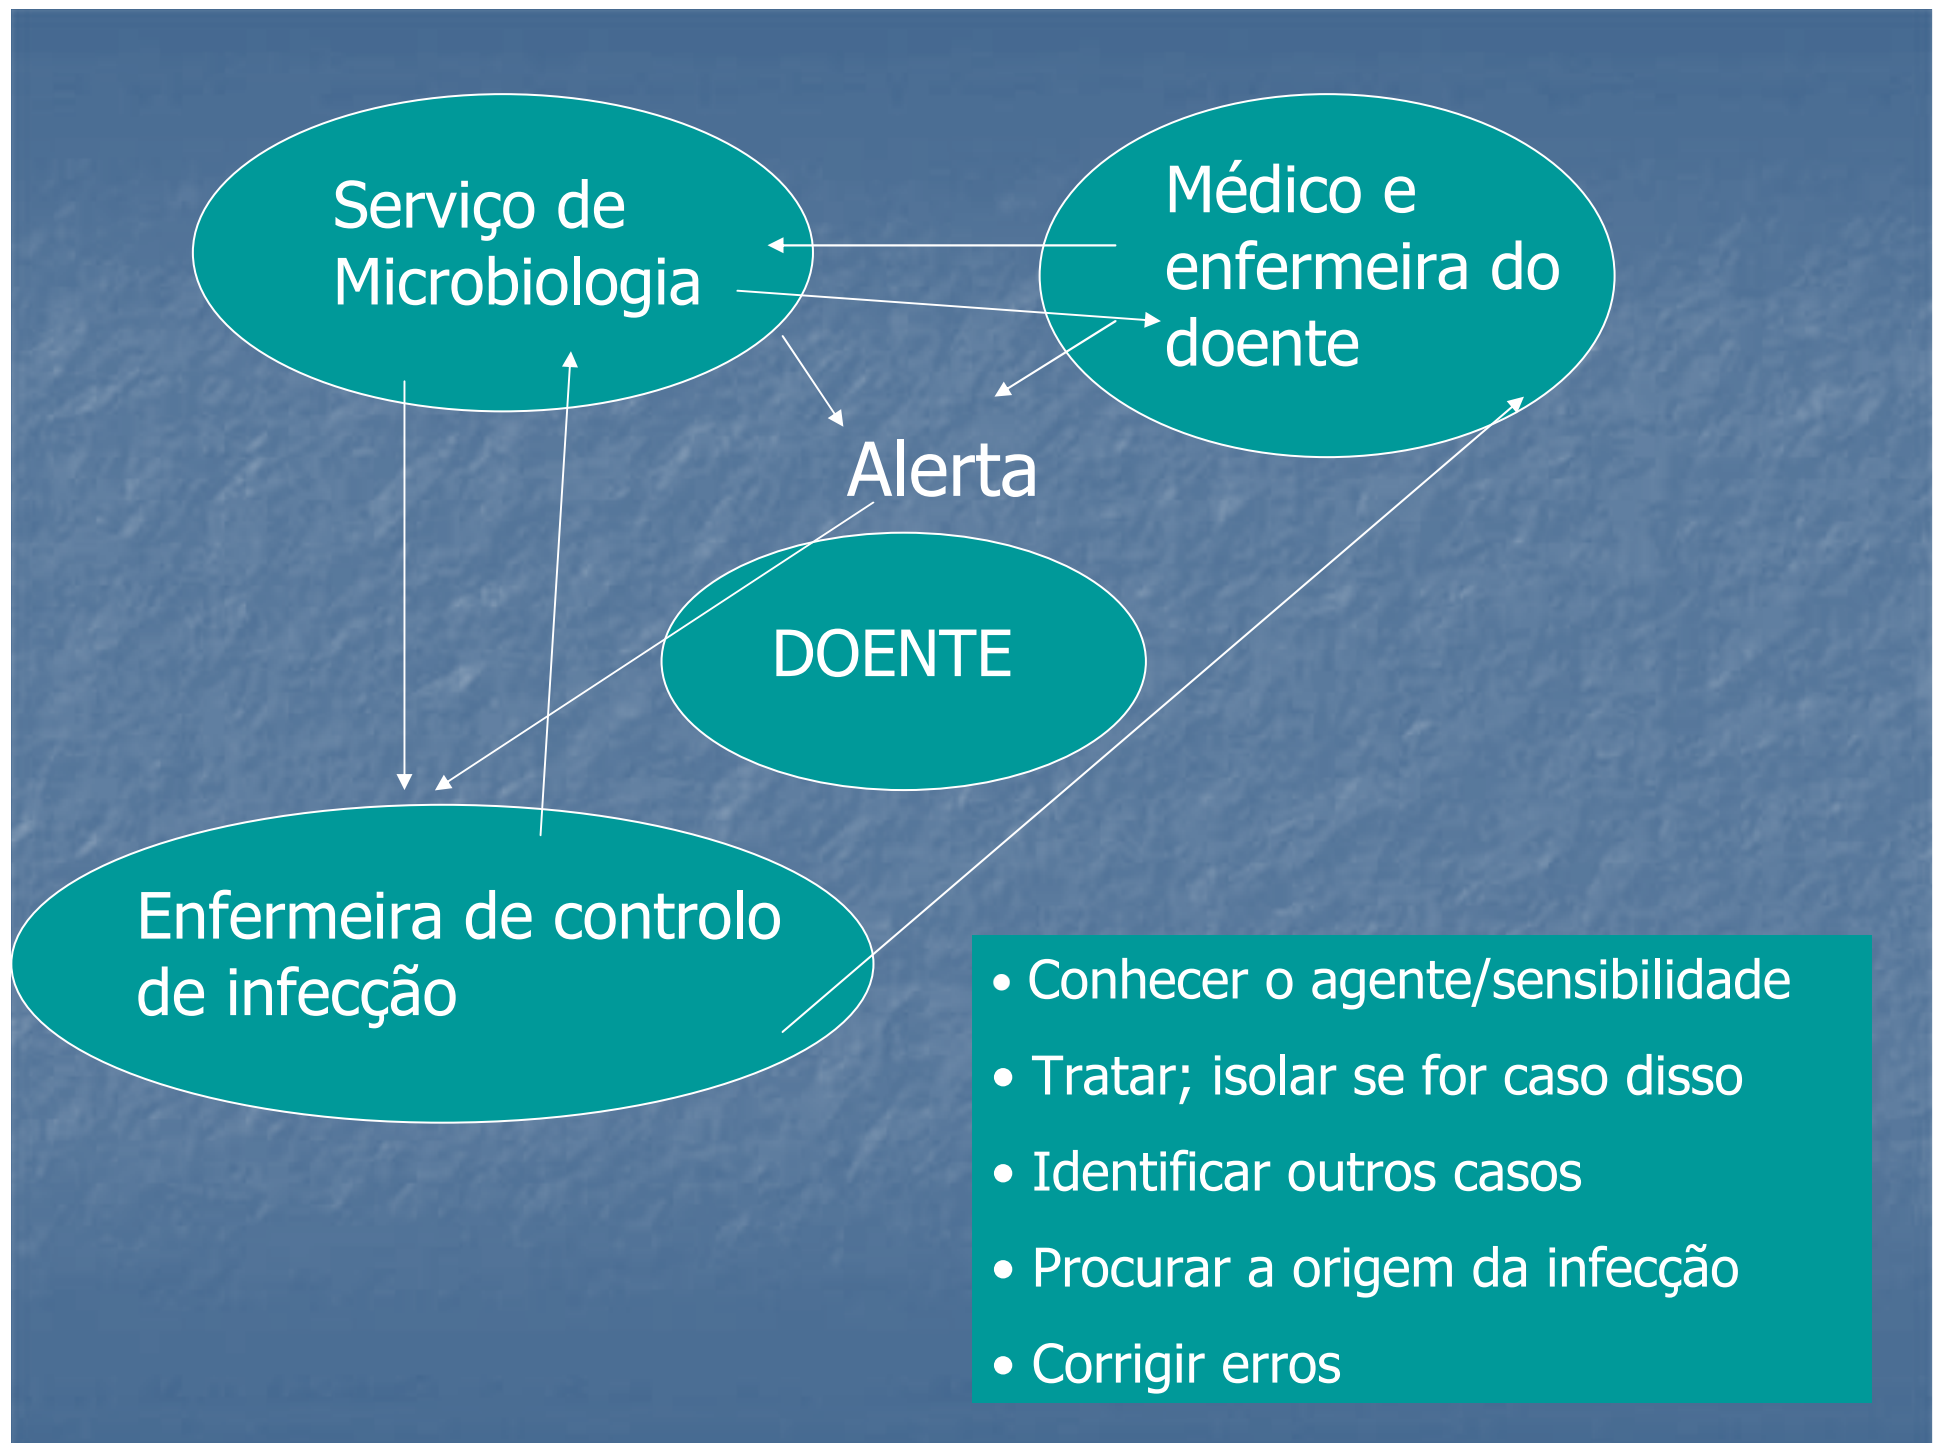 Serviço de
Microbiologia
Médico e
enfermeira do
doente
Alerta
DOENTE
Enfermeira de controlo
de infecção
• Conhecer o agente/sensibilidade
• Tratar; isolar se for caso disso
• Identificar outros casos
• Procurar a origem da infecção
• Corrigir erros